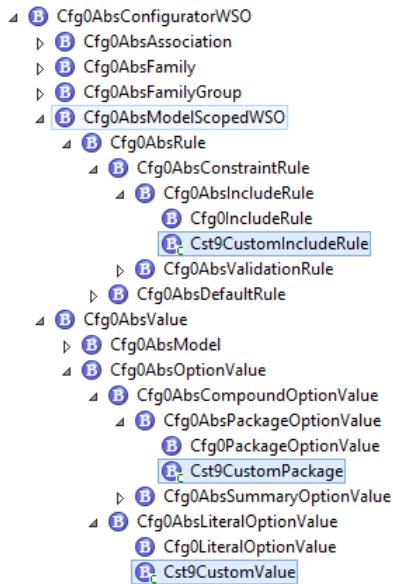 Cfg0AbsConfiguratorWSO
Cfg0AbsAssociation
Cfg0AbsFamily
Cfg0AbsFamilyGroup
Cfg0AbsModelScopedWSO
Cfg0AbsRule
Cfg0AbsConstraintRule
Cfg0AbsIncludeRule
Cfg0IncludeRule
Cst9CustomIncludeRule
Cfg0AbsValidationRule
Cfg0AbsDefaultRule
Cfg0AbsValue
Cfg0AbsModel
Cfg0AbsOptionValue
Cfg0AbsCompoundOptionValue
Cfg0AbsPackageOptionValue
Cfg0PackageOptionValue
Cst9CustomPackage
Cfg0AbsSummaryOptionValue
Cfg0AbsLiteralOptionValue
Cfg0LiteralOptionValue
Cst9CustomValue